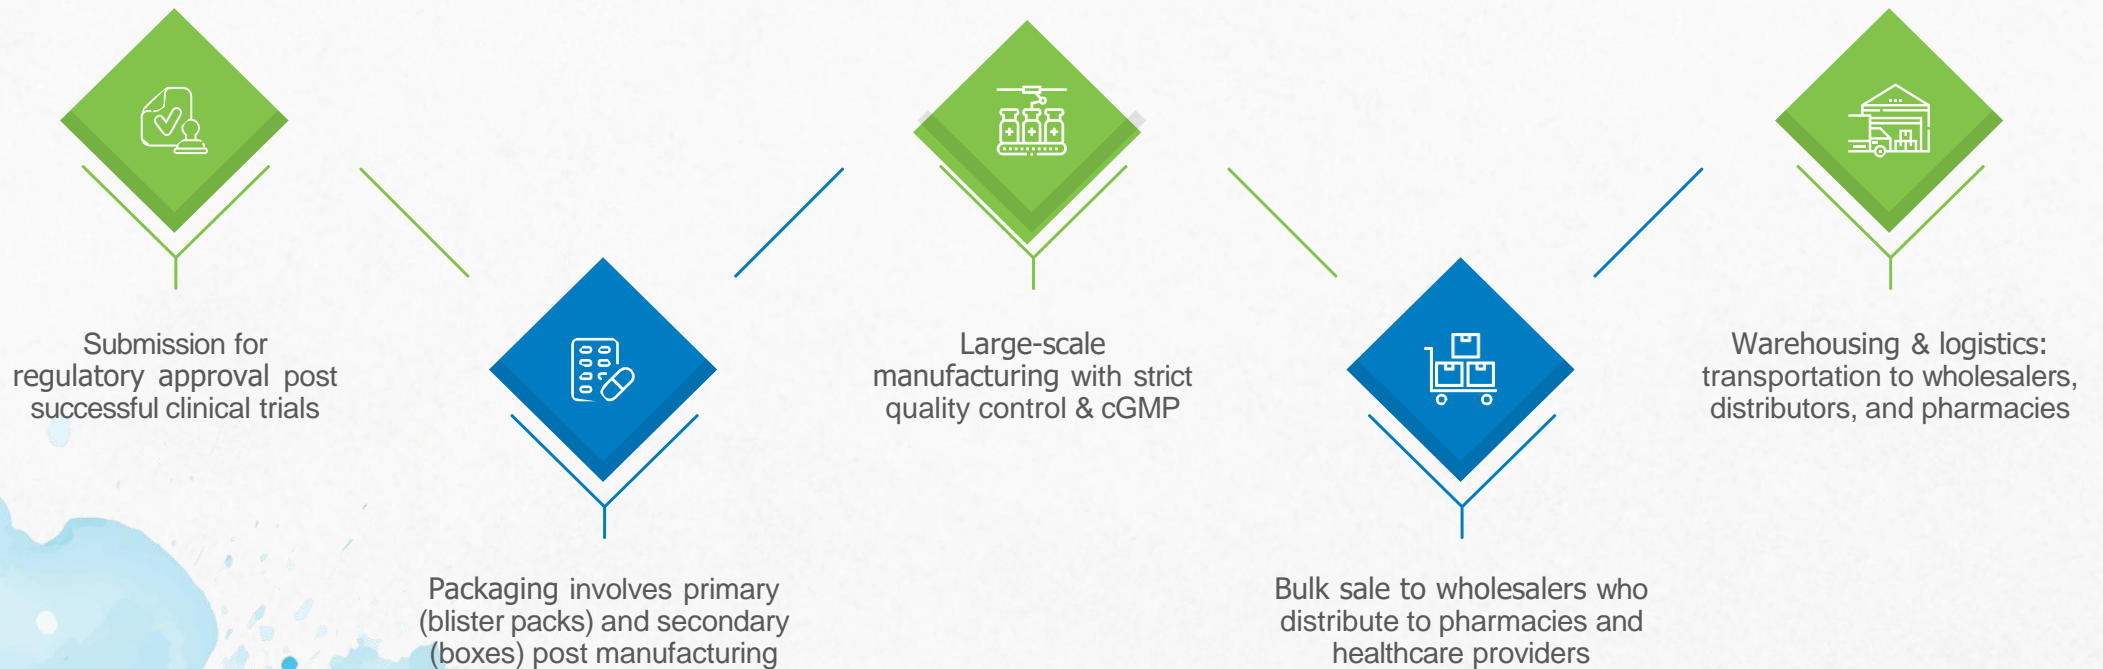 Submission for
regulatory approval post
successful clinical trials
Packaging involves primary
(blister packs) and secondary
(boxes) post manufacturing
Large-scale
manufacturing with strict
quality control & cGMP
Bulk sale to wholesalers who
distribute to pharmacies and
healthcare providers
Warehousing & logistics:
transportation to wholesalers,
distributors, and pharmacies